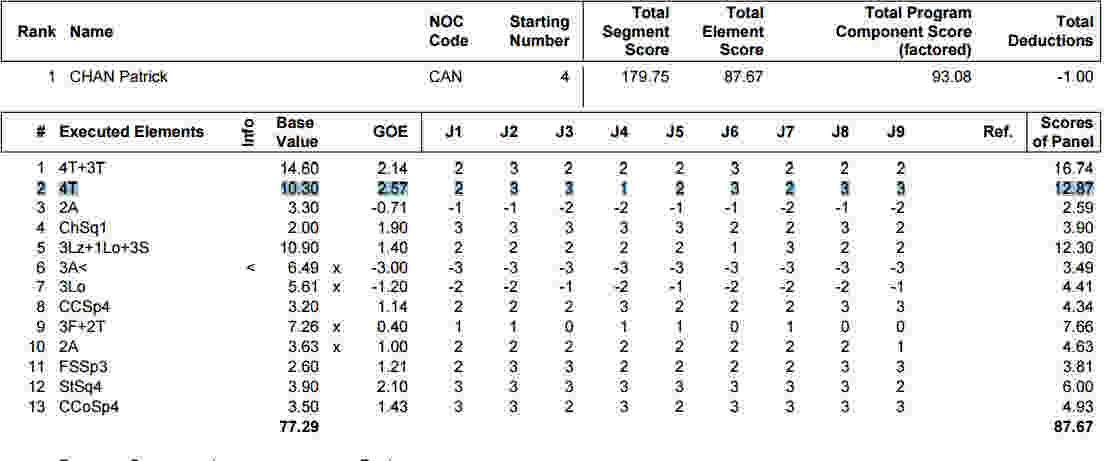 Rank Name NOC Code Starting Number Total Segment Score Total Element Score Total Program Component Score (factored) Total Deductions
1 CHAN Patrick CAN 4 179.75 87.67 93.08 -1.00
# Executed Elements Info Base Value GOE J1 J2 J3 J4 J5 J6 J7 J8 J9 Ref. Scores of Panel
1 4T+3T 14.60 2.14 2 3 2 2 2 3 2 2 2 16.74
2 4T 10.30 2.57 2 3 3 1 2 3 2 3 3 12.87
3 2A 3.30 -0.71 -1 -1 -2 -2 -1 -1 -2 -1 -2 2.59
4 ChSq1 2.00 1.90 3 3 3 3 3 2 2 3 2 3.90
5 3Lz+1Lo+3S 10.90 1.40 2 2 2 2 2 1 3 2 2 12.30
6 3A< < 6.49 x -3.00 -3 -3 -3 -3 -3 -3 -3 -3 -3 3.49
7 3Lo 5.61 x -1.20 -2 -2 -1 -2 -1 -2 -2 -2 -1 4.41
8 CCSp4 3.20 1.14 2 2 2 3 2 2 2 3 3 4.34
9 3F+2T 7.26 x 0.40 1 1 0 1 1 0 1 0 0 7.66
10 2A 3.63 x 1.00 2 2 2 2 2 2 2 2 1 4.63
11 FSSp3 2.60 1.21 2 3 3 2 2 2 2 3 3 3.81
12 StSq4 3.90 2.10 3 3 3 3 3 3 3 3 2 6.00
13 CCoSp4 3.50 1.43 3 3 2 3 2 3 3 3 3 4.93
77.29 87.67